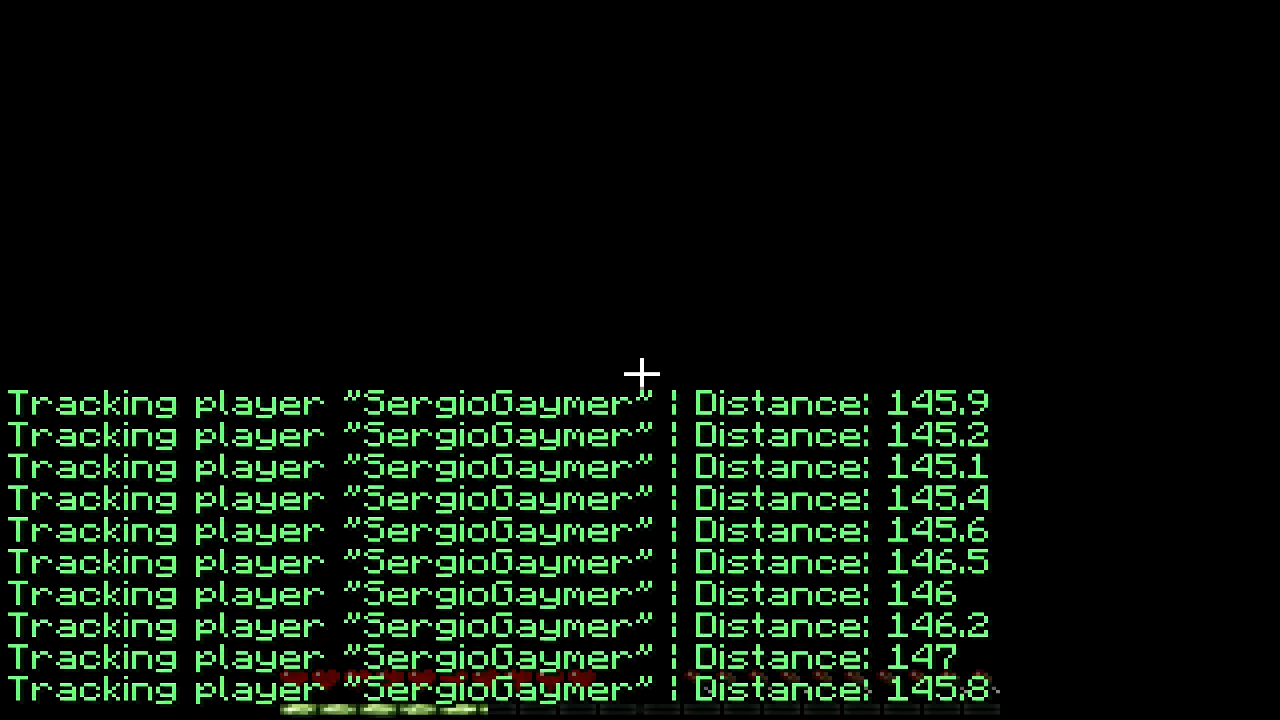 Tracking player "SergioGaymer" | Distance: 145.9
Tracking player "SergioGaymer" | Distance: 145.2
Tracking player "SergioGaymer" | Distance: 145.1
Tracking player "SergioGaymer" | Distance: 145.4
Tracking player "SergioGaymer" | Distance: 145.6
Tracking player "SergioGaymer" | Distance: 146.5
Tracking player "SergioGaymer" | Distance: 146
Tracking player "SergioGaymer" | Distance: 146.2
Tracking player "SergioGaymer" | Distance: 147
Tracking player "SergioGaymer" | Distance: 145.8